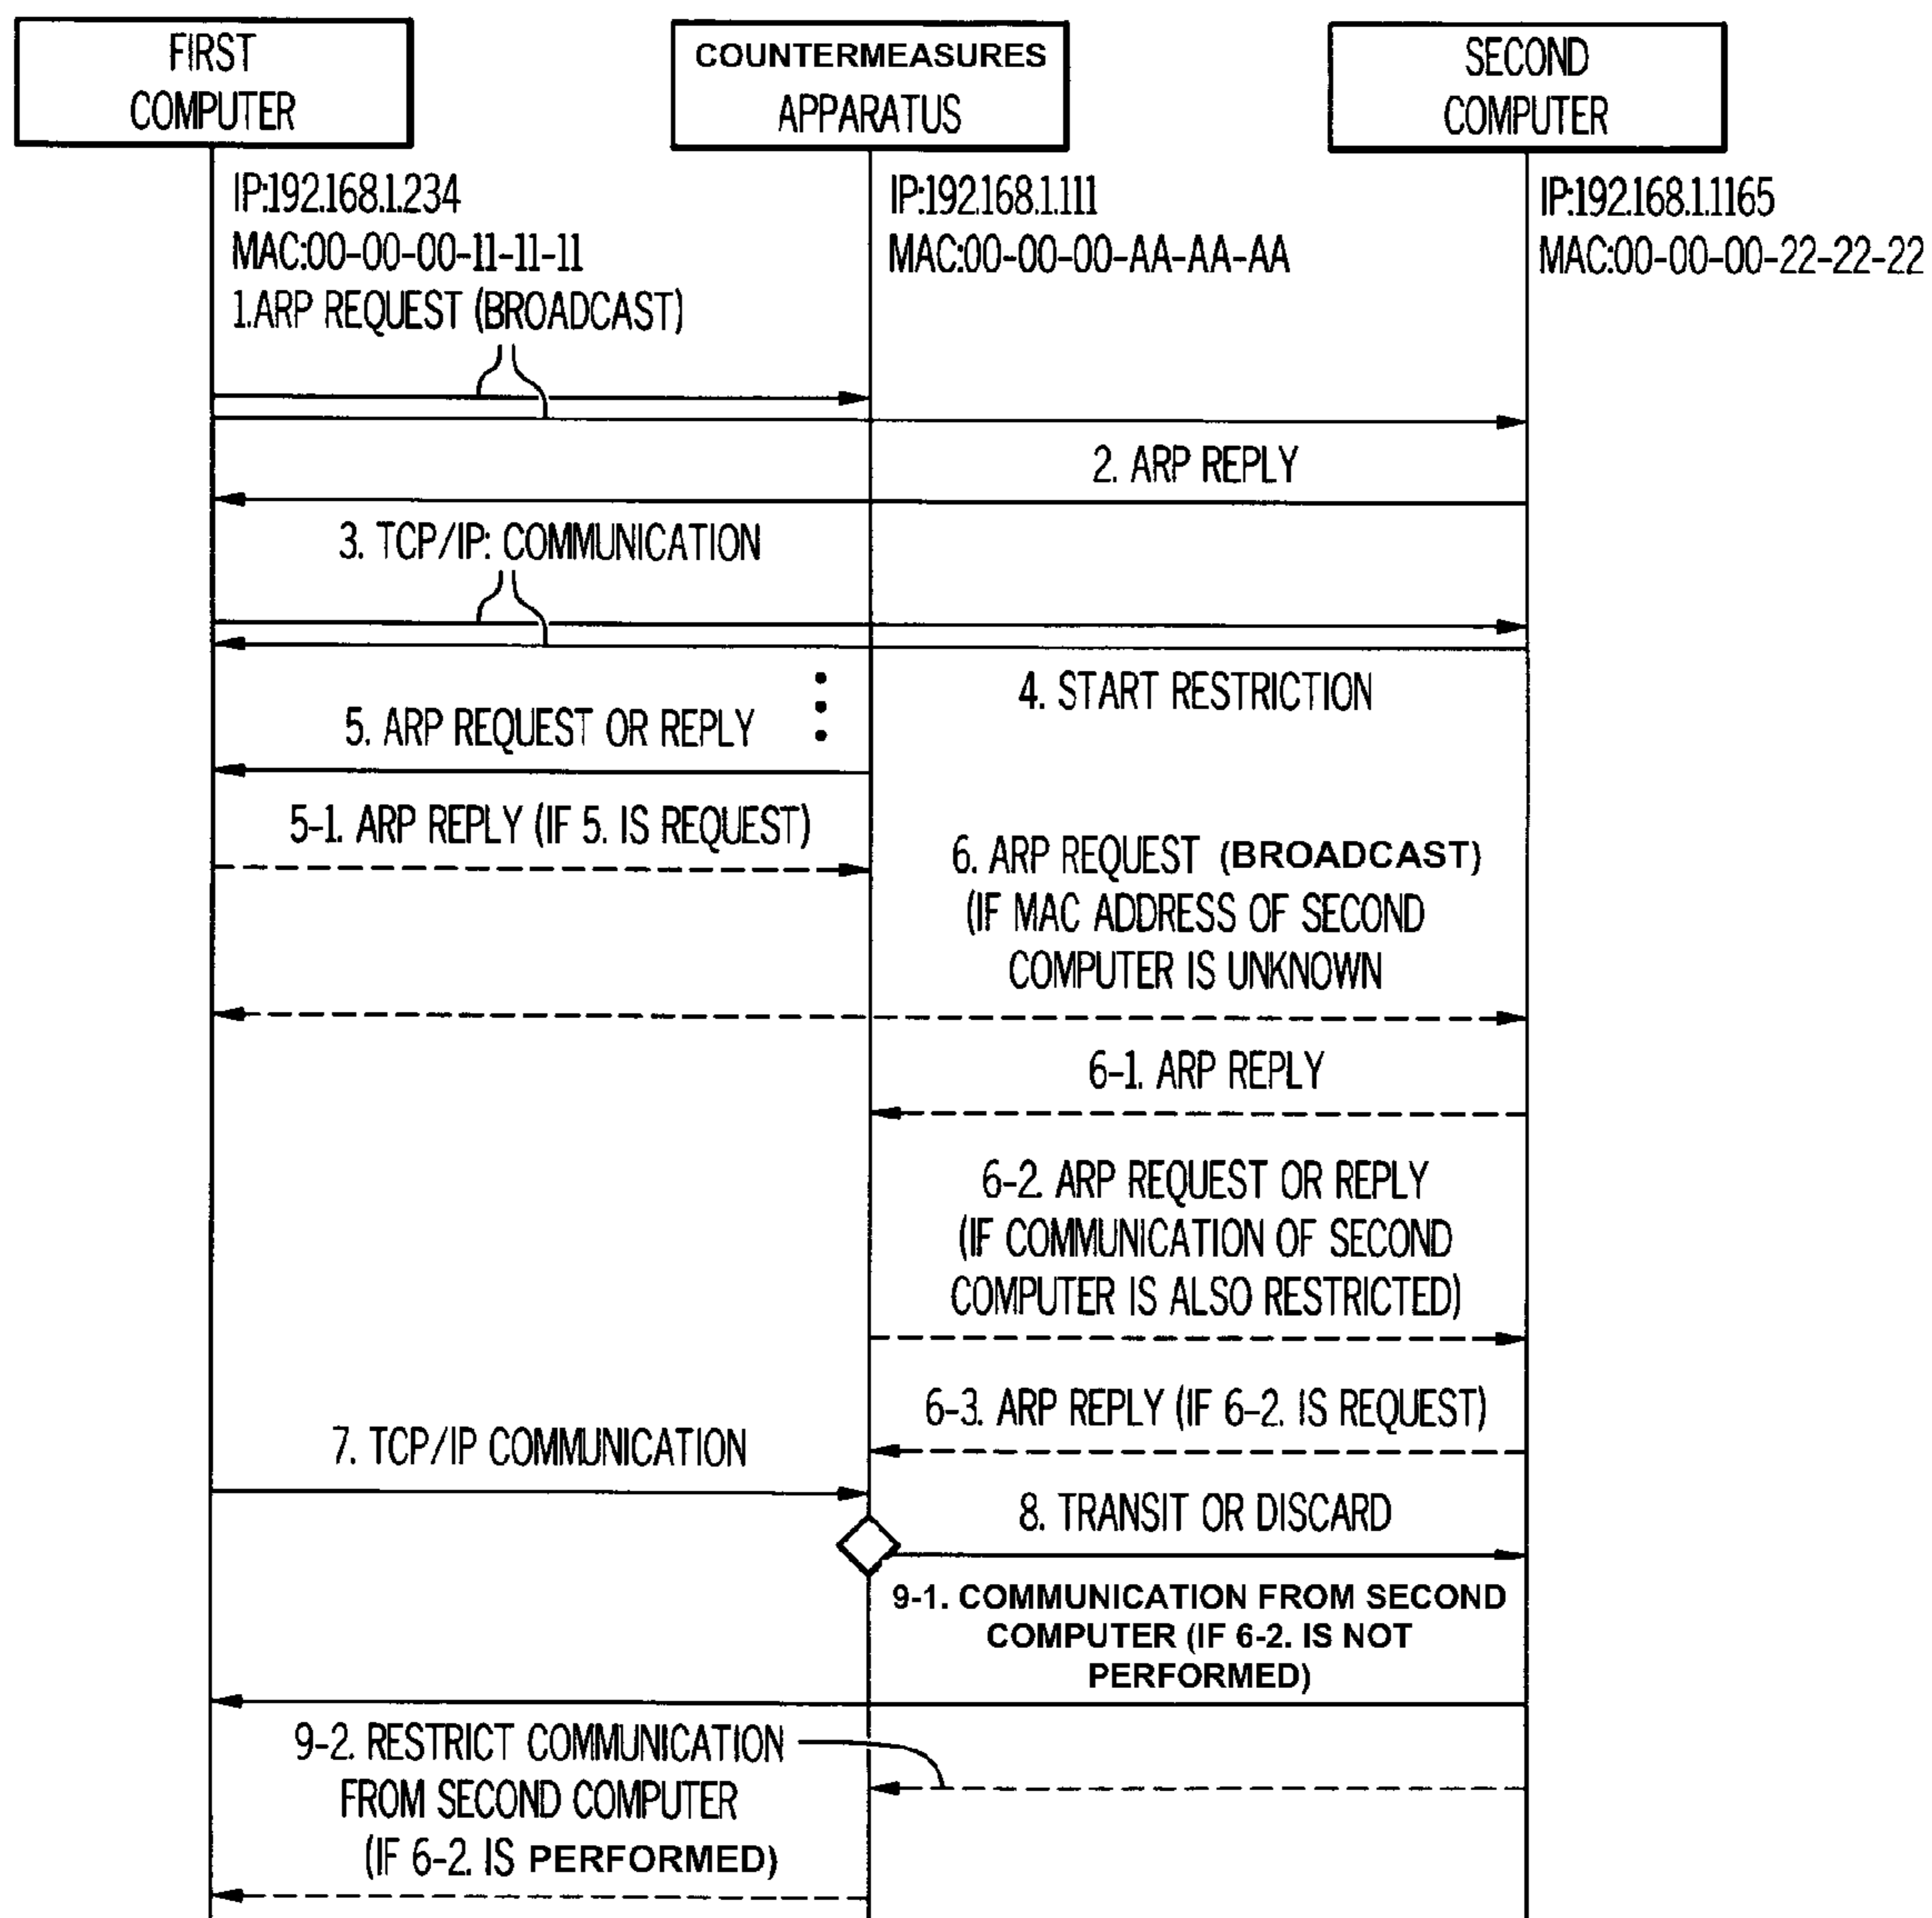 FIRST
COMPUTER
COUNTERMEASURES
APPARATUS
SECOND
COMPUTER
IP:192.168.1.234
MAC:00-00-00-11-11-11
IP:192.168.1.111
MAC:00-00-00-AA-AA-AA
IP:192.168.1.1165
MAC:00-00-00-22-22-22
1.ARP REQUEST (BROADCAST)
2. ARP REPLY
3. TCP/IP: COMMUNICATION
4. START RESTRICTION
5. ARP REQUEST OR REPLY
5-1. ARP REPLY (IF 5. IS REQUEST)
6. ARP REQUEST (BROADCAST)
(IF MAC ADDRESS OF SECOND
COMPUTER IS UNKNOWN
6-1. ARP REPLY
6-2. ARP REQUEST OR REPLY
(IF COMMUNICATION OF SECOND
COMPUTER IS ALSO RESTRICTED)
6-3. ARP REPLY (IF 6-2. IS REQUEST)
7. TCP/IP COMMUNICATION
8. TRANSIT OR DISCARD
9-1. COMMUNICATION FROM SECOND
COMPUTER (IF 6-2. IS NOT
PERFORMED)
9-2. RESTRICT COMMUNICATION
FROM SECOND COMPUTER
(IF 6-2. IS PERFORMED)